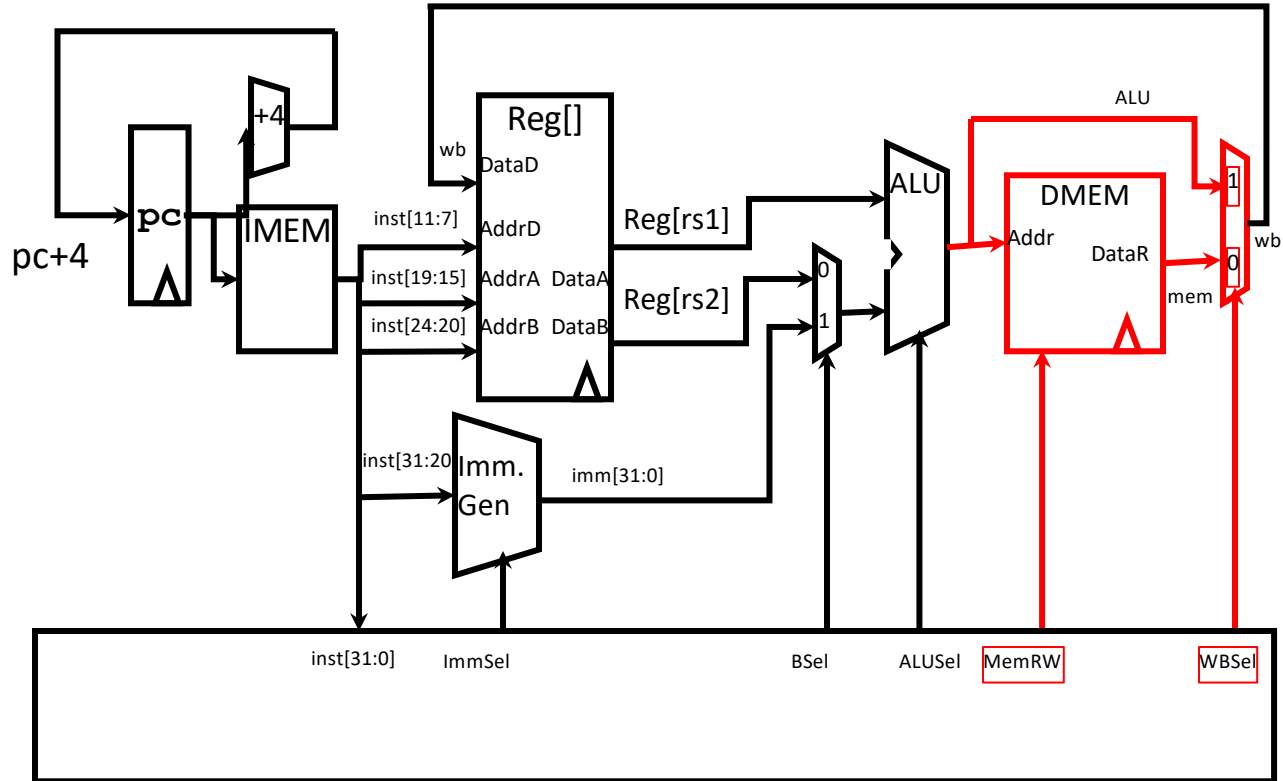 ALU
+4
Reg[]
wb
DataD
ALU
1
DMEM
pc
IMEM
inst[11:7]
AddrD
Reg[rs1]
Addr
wb
pc+4
DataR
0
0
inst[19:15]
AddrA
DataA
Reg[rs2]
mem
1
inst[24:20]
AddrB
DataB
inst[31:20]
Imm.
Gen
imm[31:0]
inst[31:0]
ImmSel
BSel
ALUSel
MemRW
WBSel